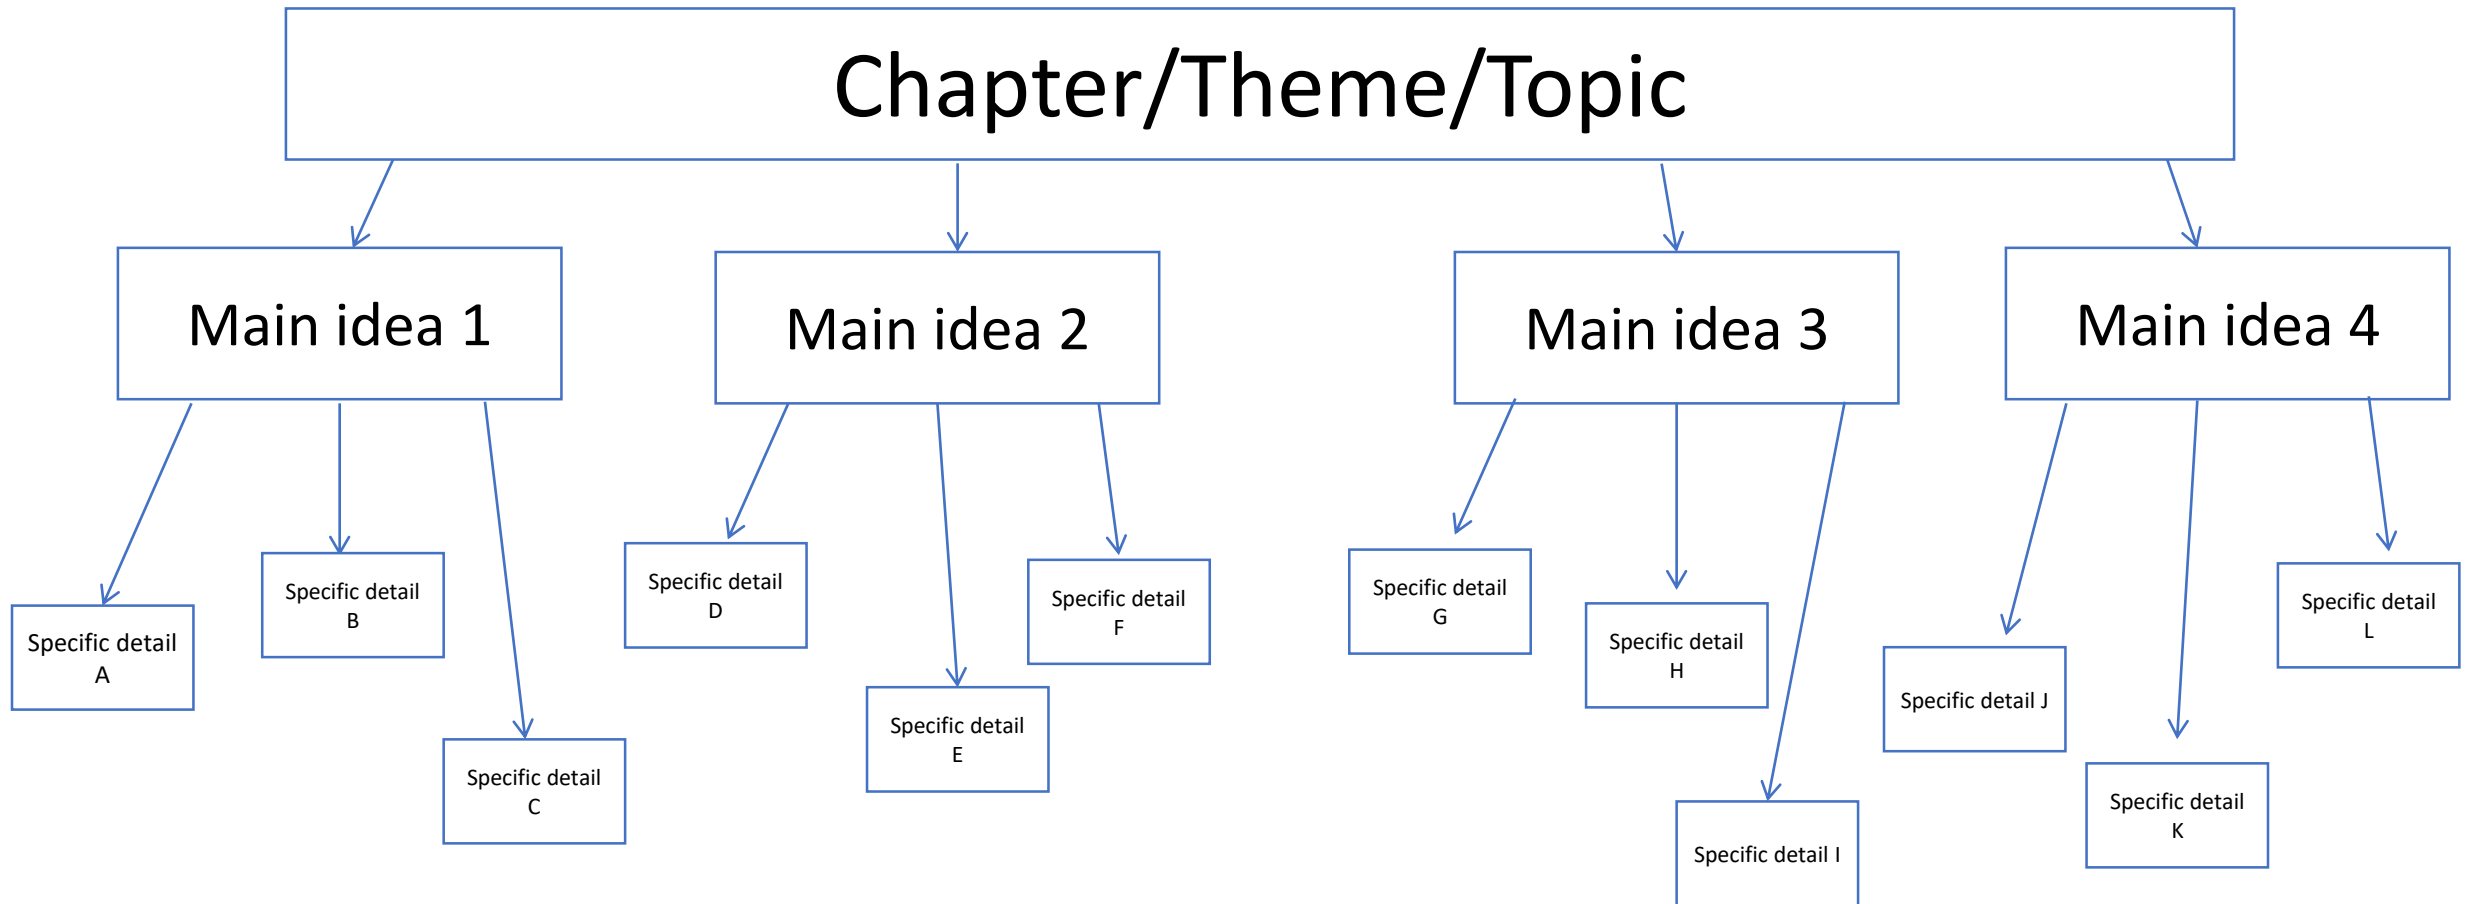 Chapter/Theme/Topic
Main idea 1
Main idea 2
Main idea 3
Main idea 4
Specific detail
A
Specific detail
B
Specific detail
C
Specific detail
D
Specific detail
E
Specific detail
F
Specific detail
G
Specific detail
H
Specific detail I
Specific detail J
Specific detail
K
Specific detail
L